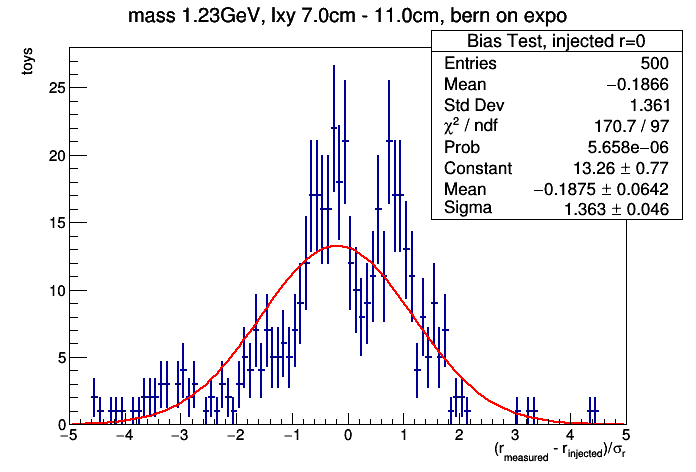 mass 1.23GeV, lxy 7.0cm - 11.0cm, bern on expo
toys
Bias Test, injected r=0
Entries 500
Mean −0.1866
Std Dev 1.361
χ² / ndf 170.7 / 97
Prob 5.658e−06
Constant 13.26 ± 0.77
Mean −0.1875 ± 0.0642
Sigma 1.363 ± 0.046
25
20
15
10
5
0
−5 −4 −3 −2 −1 0 1 2 3 4 5
(r_measured - r_injected)/σ_r